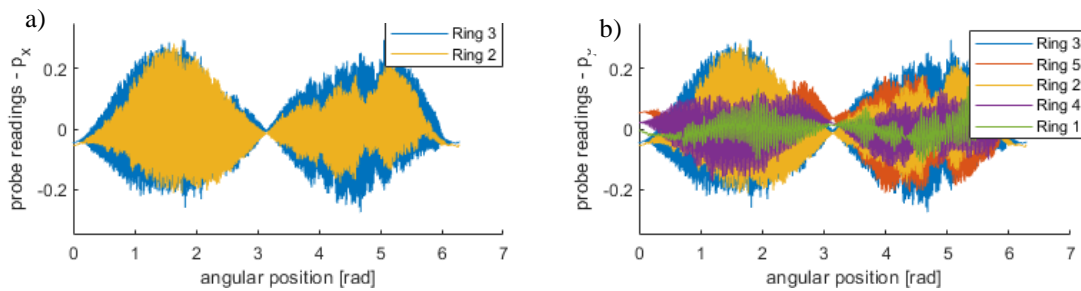 a)
Ring 3
Ring 2
probe readings - p_x
0.2
0
-0.2
0 1 2 3 4 5 6 7
angular position [rad]
b)
Ring 3
Ring 5
Ring 2
Ring 4
Ring 1
probe readings - p
0.2
0
-0.2
0 1 2 3 4 5 6 7
angular position [rad]